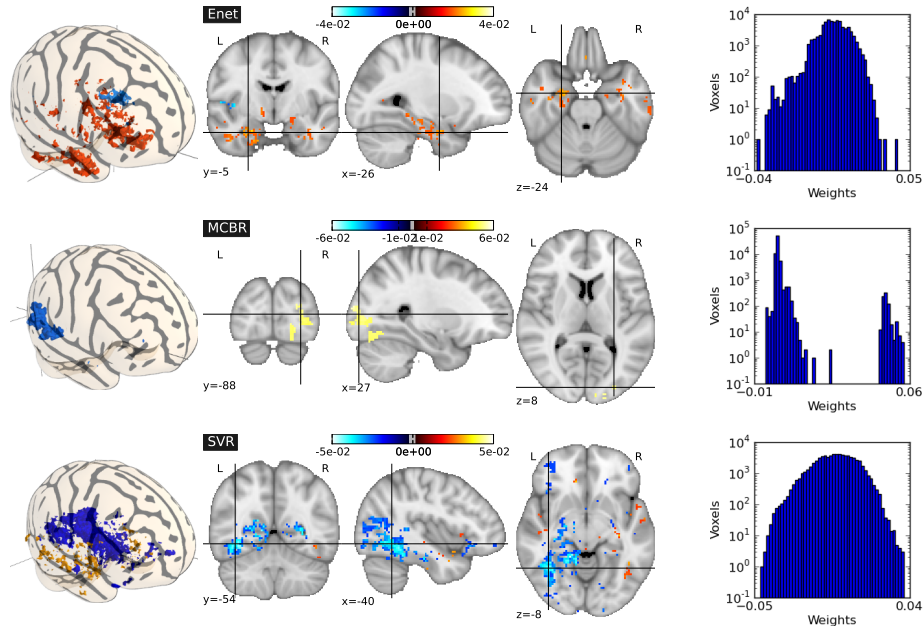 Enet
-4e-02 0e+00 4e-02
L R
L R
y=-5
x=-26
z=-24
10^5
10^4
10^3
10^2
10^1
10^0
10^-1
Voxels
-0.04 0.05
Weights
MCBR
-6e-02 -1e-02 1e-02 6e-02
L R
L R
y=-88
x=27
z=8
10^5
10^4
10^3
10^2
10^1
10^0
10^-1
Voxels
-0.01 0.06
Weights
SVR
-5e-02 0e+00 5e-02
L R
L R
y=-54
x=-40
z=-8
10^4
10^3
10^2
10^1
10^0
10^-1
Voxels
-0.05 0.04
Weights